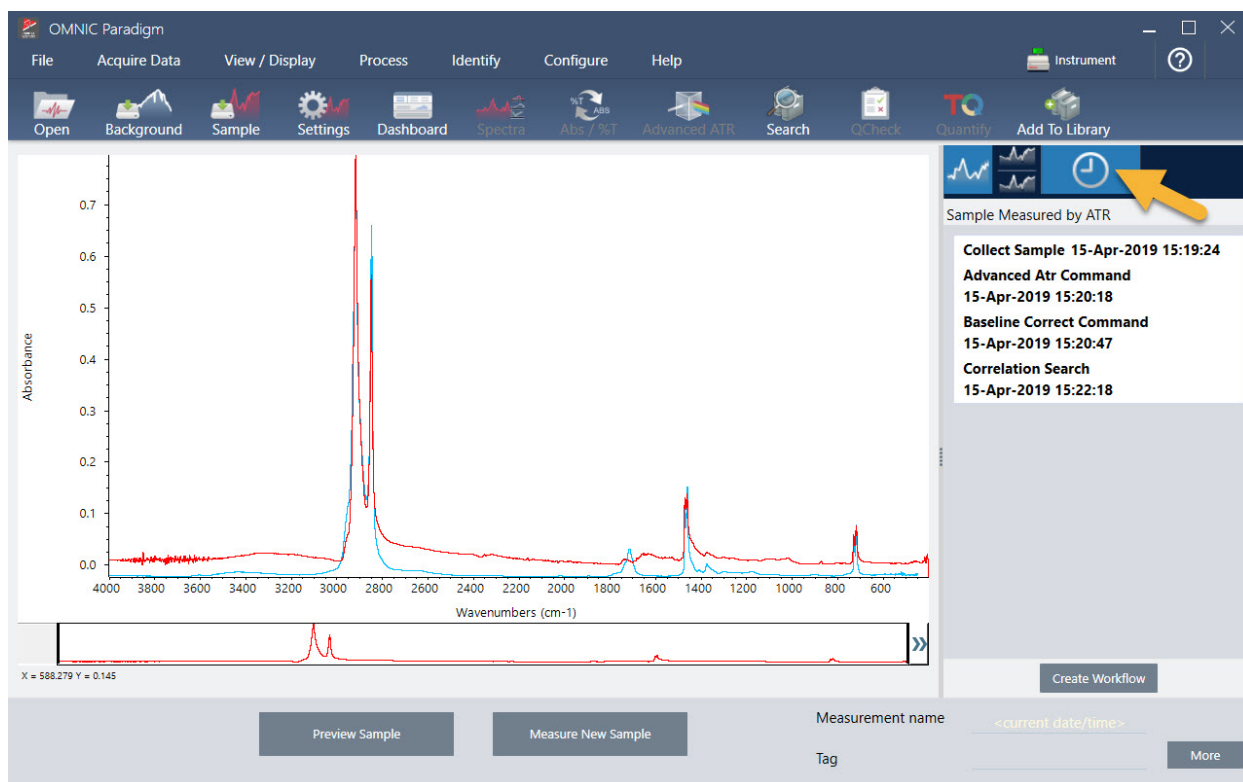 OMNIC Paradigm
File Acquire Data View / Display Process Identify Configure Help Instrument ?
%T ABS TQ
Open Background Sample Settings Dashboard Spectra Abs / %T Advanced ATR Search QCheck Quantify Add To Library
Sample Measured by ATR
Collect Sample 15-Apr-2019 15:19:24
Advanced Atr Command
15-Apr-2019 15:20:18
Baseline Correct Command
15-Apr-2019 15:20:47
Correlation Search
15-Apr-2019 15:22:18
0.7
0.6
0.5
0.4
0.3
0.2
0.1
0.0
Absorbance
4000 3800 3600 3400 3200 3000 2800 2600 2400 2200 2000 1800 1600 1400 1200 1000 800 600
Wavenumbers (cm-1)
»
X = 588.279 Y = 0.145
Create Workflow
Preview Sample Measure New Sample
Measurement name <current date/time>
Tag
More